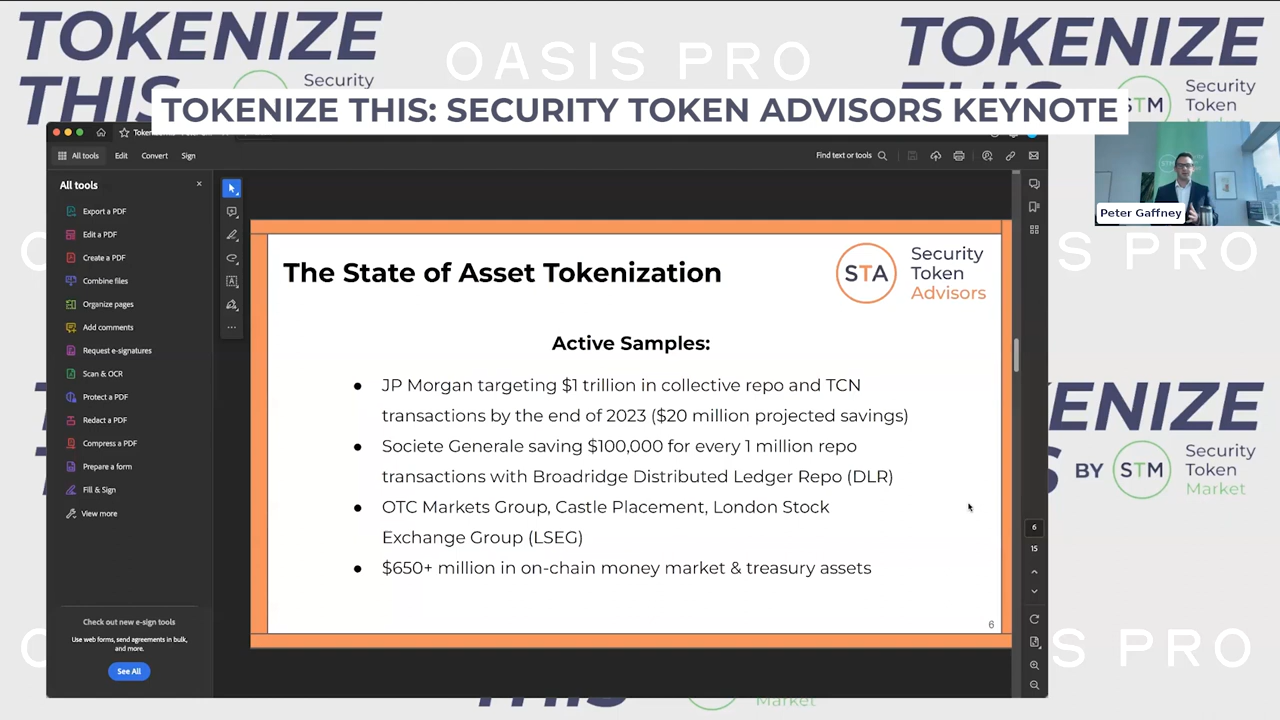 TOKENIZE
THIS
Security
OASIS PRO
TOKENIZE
THIS
STM
Security
Token
TOKENIZE THIS: SECURITY TOKEN ADVISORS KEYNOTE
All tools
Edit
Convert
Sign
Find text or tools
Peter Gaffney
All tools
Export a PDF
Edit a PDF
Create a PDF
Combine files
Organize pages
Add comments
Request e-signatures
Scan & OCR
Protect a PDF
Redact a PDF
Compress a PDF
Prepare a form
Fill & Sign
View more
Check out new e-sign tools
Use web forms, send agreements in bulk,
and more.
See All
The State of Asset Tokenization
STA
Security
Token
Advisors
Active Samples:
● JP Morgan targeting $1 trillion in collective repo and TCN
transactions by the end of 2023 ($20 million projected savings)
● Societe Generale saving $100,000 for every 1 million repo
transactions with Broadridge Distributed Ledger Repo (DLR)
● OTC Markets Group, Castle Placement, London Stock
Exchange Group (LSEG)
● $650+ million in on-chain money market & treasury assets
6
6
15
S PRO
ENIZE
S BY STM
Security
Token
Market
S PRO